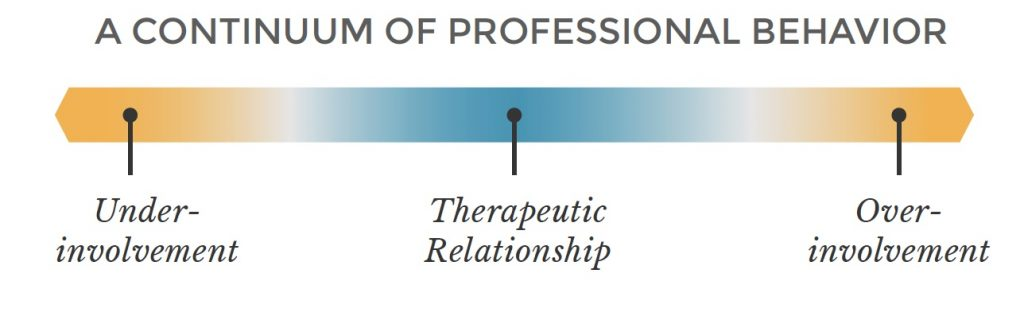 A CONTINUUM OF PROFESSIONAL BEHAVIOR
Under-
involvement
Therapeutic
Relationship
Over-
involvement